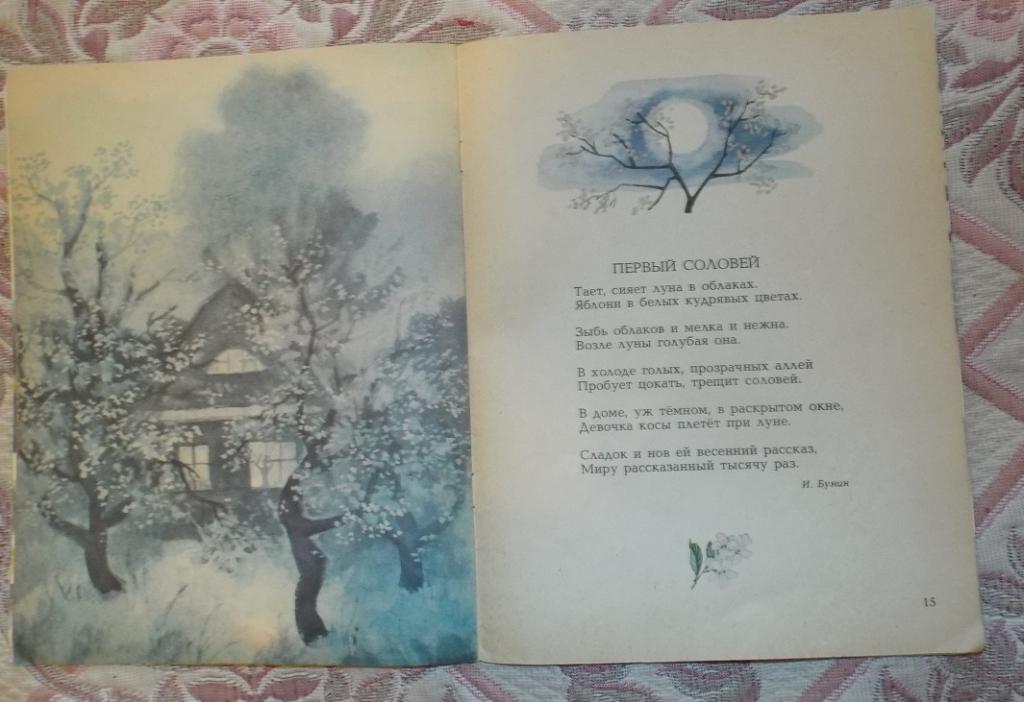 ПЕРВЫЙ СОЛОВЕЙ
Тает, сияет луна в облаках.
Яблони в белых кудрявых цветах.
Зыбь облаков и мелка и нежна.
Возле луны голубая она.
В холоде голых, прозрачных аллей
Пробует цокать, трещит соловей.
В доме, уж тёмном, в раскрытом окне,
Девочка косы плетёт при луне.
Сладок и нов ей весенний рассказ,
Миру рассказанный тысячу раз.
И. Бунин
15